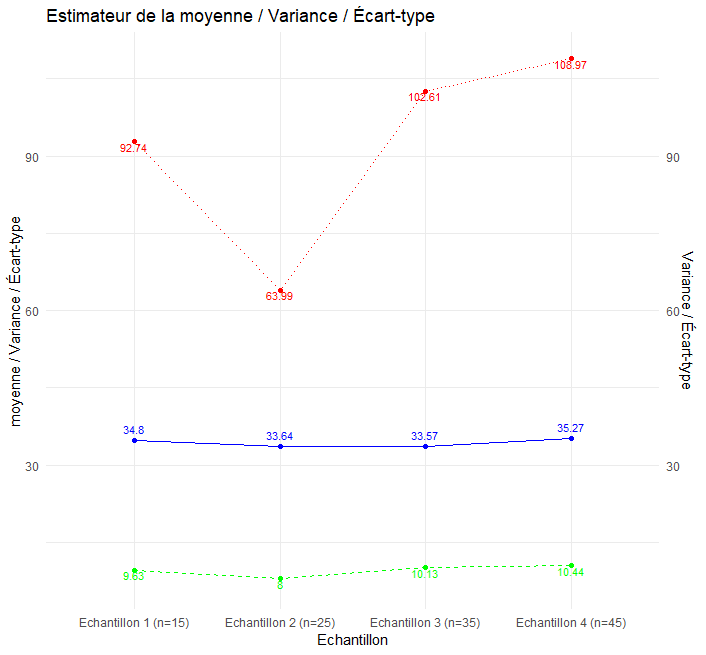 Estimateur de la moyenne / Variance / Écart-type
108.97
102.61
92.74
90
90
moyenne / Variance / Écart-type
Variance / Écart-type
63.99
60
60
34.8
33.64
33.57
35.27
30
30
9.63
8
10.13
10.44
Echantillon 1 (n=15)
Echantillon 2 (n=25)
Echantillon 3 (n=35)
Echantillon 4 (n=45)
Echantillon